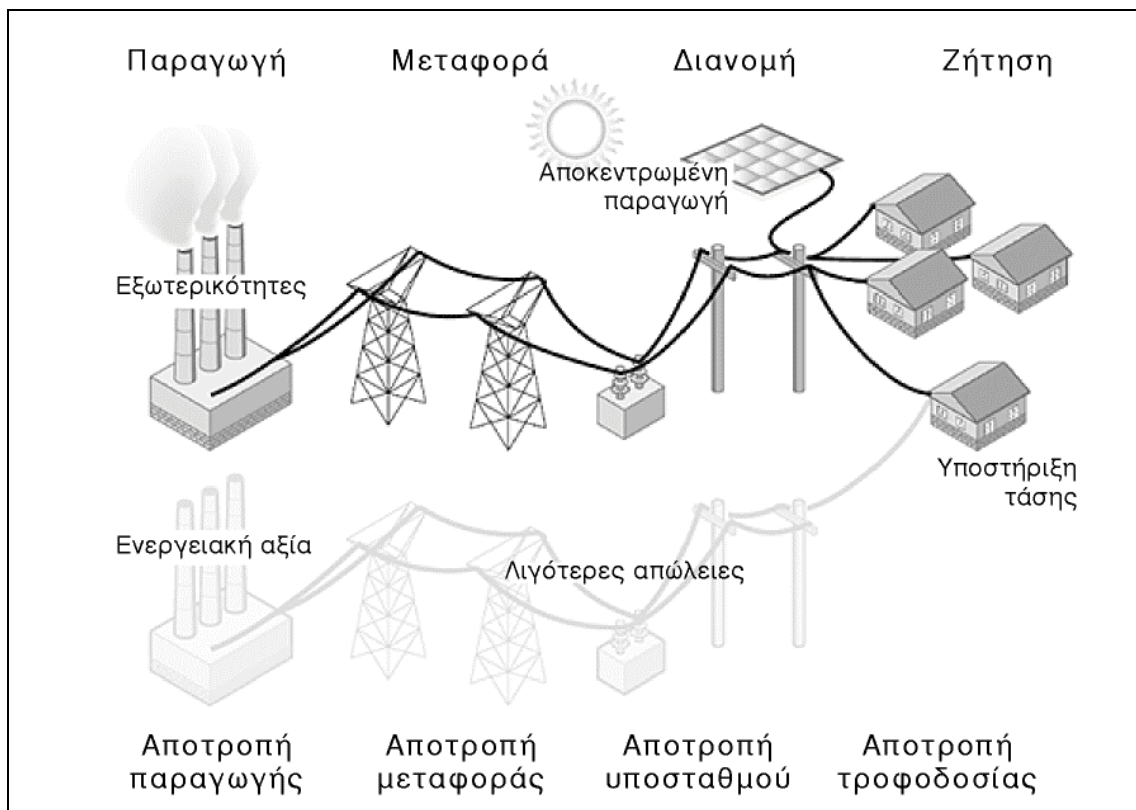 Παραγωγή Μεταφορά Διανομή Ζήτηση
Αποκεντρωμένη
παραγωγή
Εξωτερικότητες
Υποστήριξη
τάσης
Ενεργειακή αξία
Λιγότερες απώλειες
Αποτροπή Αποτροπή Αποτροπή Αποτροπή
παραγωγής μεταφοράς υποσταθμού τροφοδοσίας